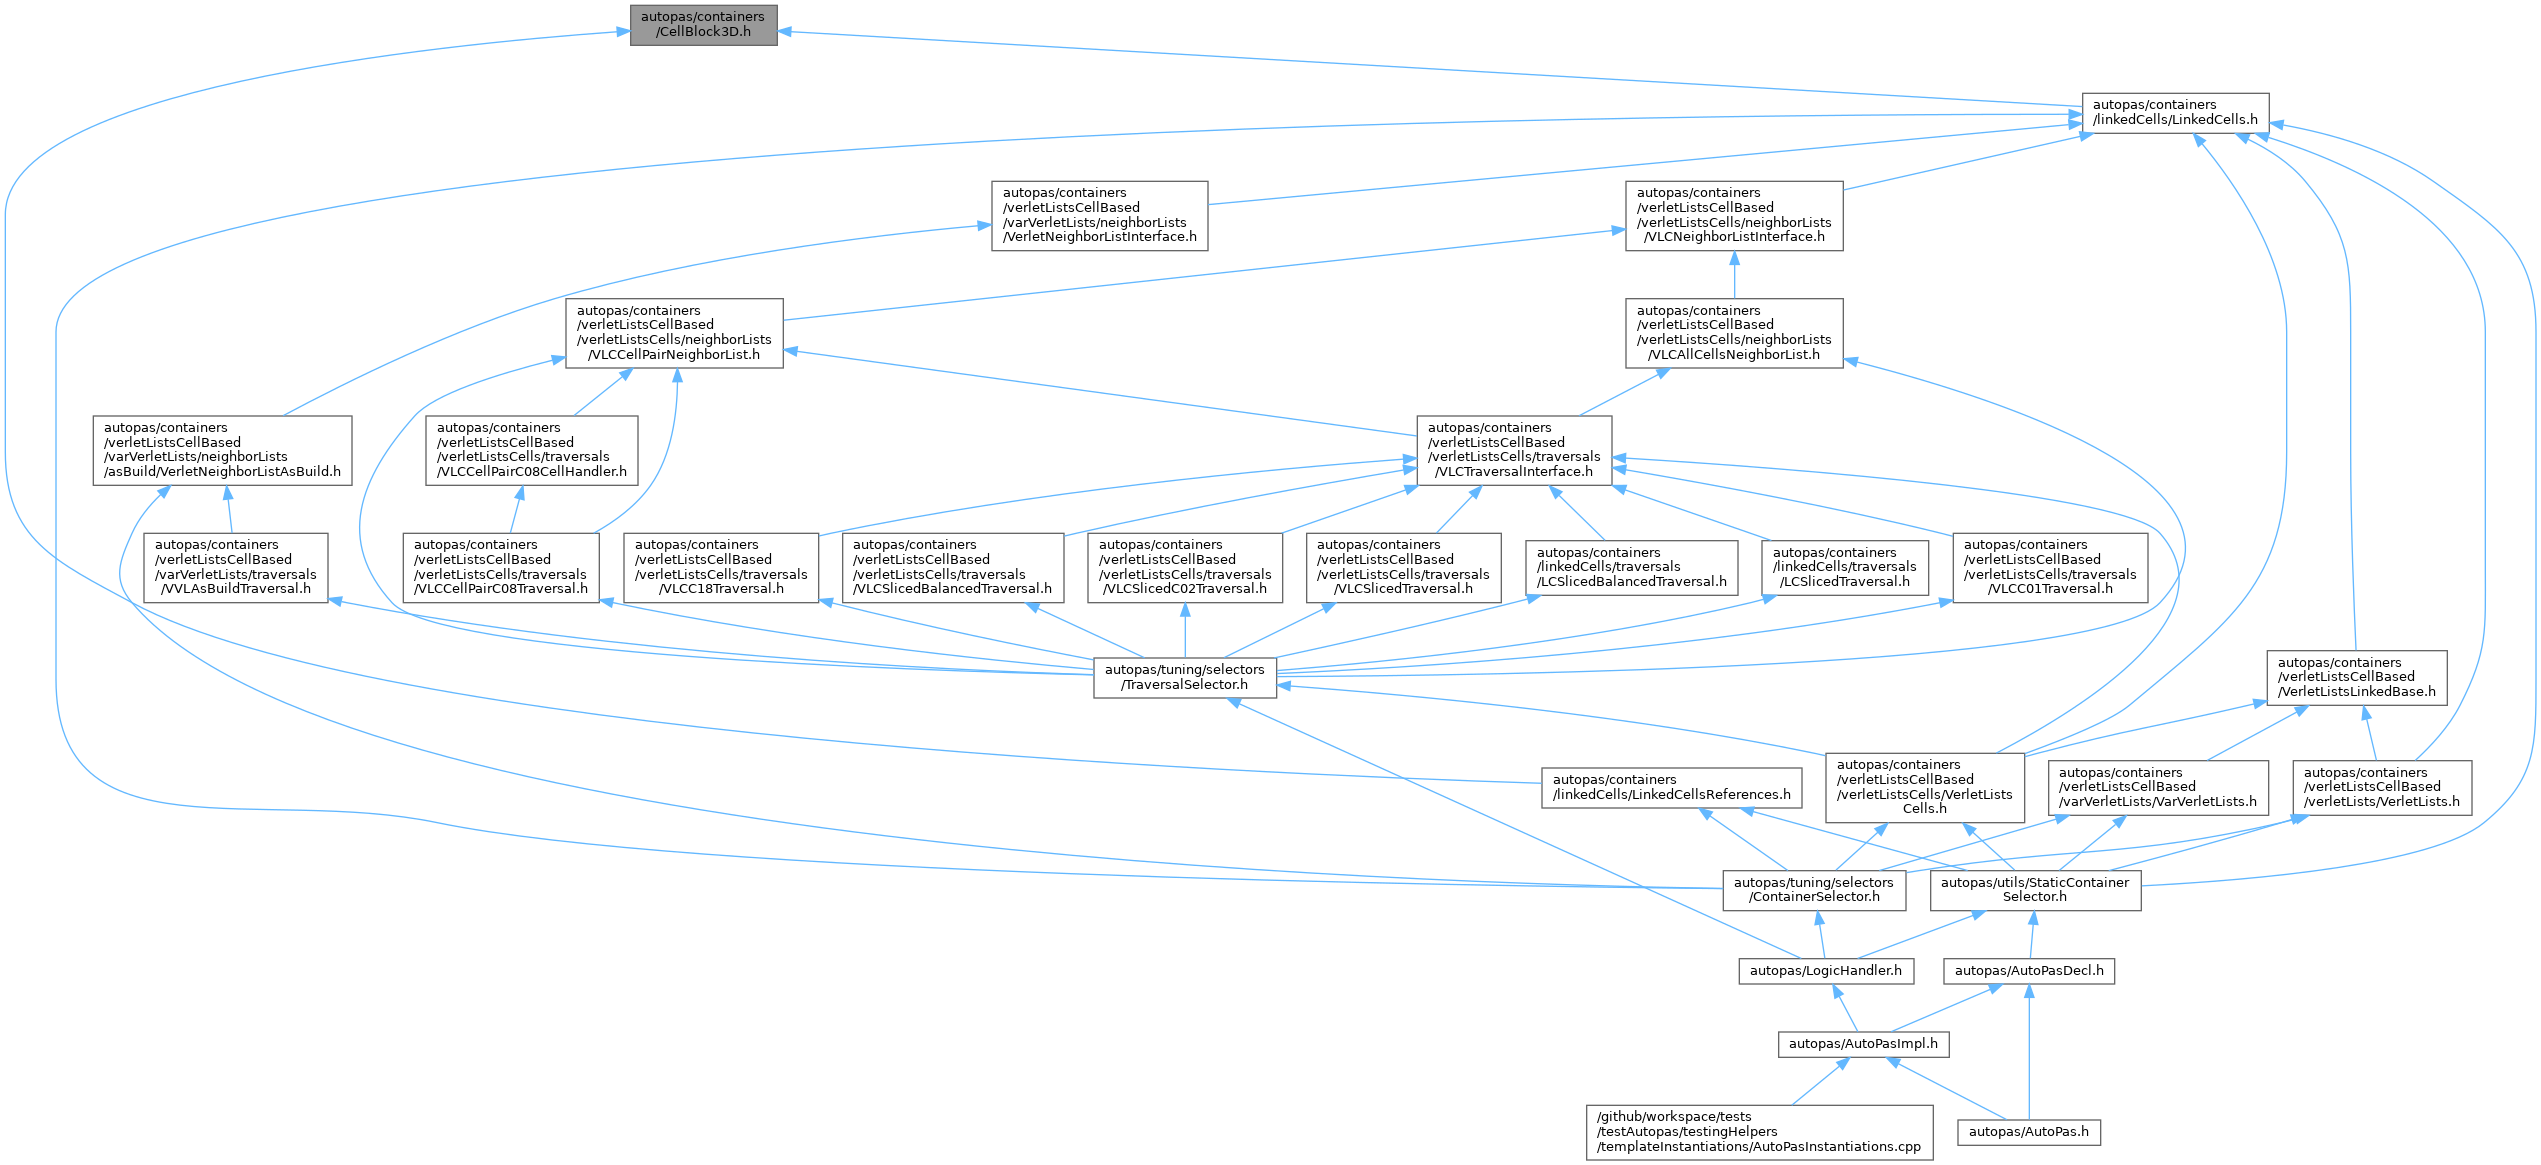 autopas/containers
/CellBlock3D.h
autopas/containers
/linkedCells/LinkedCells.h
autopas/containers
/verletListsCellBased
/varVerletLists/neighborLists
/VerletNeighborListInterface.h
autopas/containers
/verletListsCellBased
/verletListsCells/neighborLists
/VLCNeighborListInterface.h
autopas/containers
/verletListsCellBased
/verletListsCells/neighborLists
/VLCCellPairNeighborList.h
autopas/containers
/verletListsCellBased
/verletListsCells/neighborLists
/VLCAllCellsNeighborList.h
autopas/containers
/verletListsCellBased
/varVerletLists/neighborLists
/asBuild/VerletNeighborListAsBuild.h
autopas/containers
/verletListsCellBased
/verletListsCells/traversals
/VLCCellPairC08CellHandler.h
autopas/containers
/verletListsCellBased
/verletListsCells/traversals
/VLCTraversalInterface.h
autopas/containers
/verletListsCellBased
/varVerletLists/traversals
/VVLAsBuildTraversal.h
autopas/containers
/verletListsCellBased
/verletListsCells/traversals
/VLCCellPairC08Traversal.h
autopas/containers
/verletListsCellBased
/verletListsCells/traversals
/VLCC18Traversal.h
autopas/containers
/verletListsCellBased
/verletListsCells/traversals
/VLCSlicedBalancedTraversal.h
autopas/containers
/verletListsCellBased
/verletListsCells/traversals
/VLCSlicedC02Traversal.h
autopas/containers
/verletListsCellBased
/verletListsCells/traversals
/VLCSlicedTraversal.h
autopas/containers
/linkedCells/traversals
/LCSlicedBalancedTraversal.h
autopas/containers
/linkedCells/traversals
/LCSlicedTraversal.h
autopas/containers
/verletListsCellBased
/verletListsCells/traversals
/VLCC01Traversal.h
autopas/tuning/selectors
/TraversalSelector.h
autopas/containers
/verletListsCellBased
/VerletListsLinkedBase.h
autopas/containers
/linkedCells/LinkedCellsReferences.h
autopas/containers
/verletListsCellBased
/verletListsCells/VerletLists
Cells.h
autopas/containers
/verletListsCellBased
/varVerletLists/VarVerletLists.h
autopas/containers
/verletListsCellBased
/verletLists/VerletLists.h
autopas/tuning/selectors
/ContainerSelector.h
autopas/utils/StaticContainer
Selector.h
autopas/LogicHandler.h
autopas/AutoPasDecl.h
autopas/AutoPasImpl.h
/github/workspace/tests
/testAutopas/testingHelpers
/templateInstantiations/AutoPasInstantiations.cpp
autopas/AutoPas.h